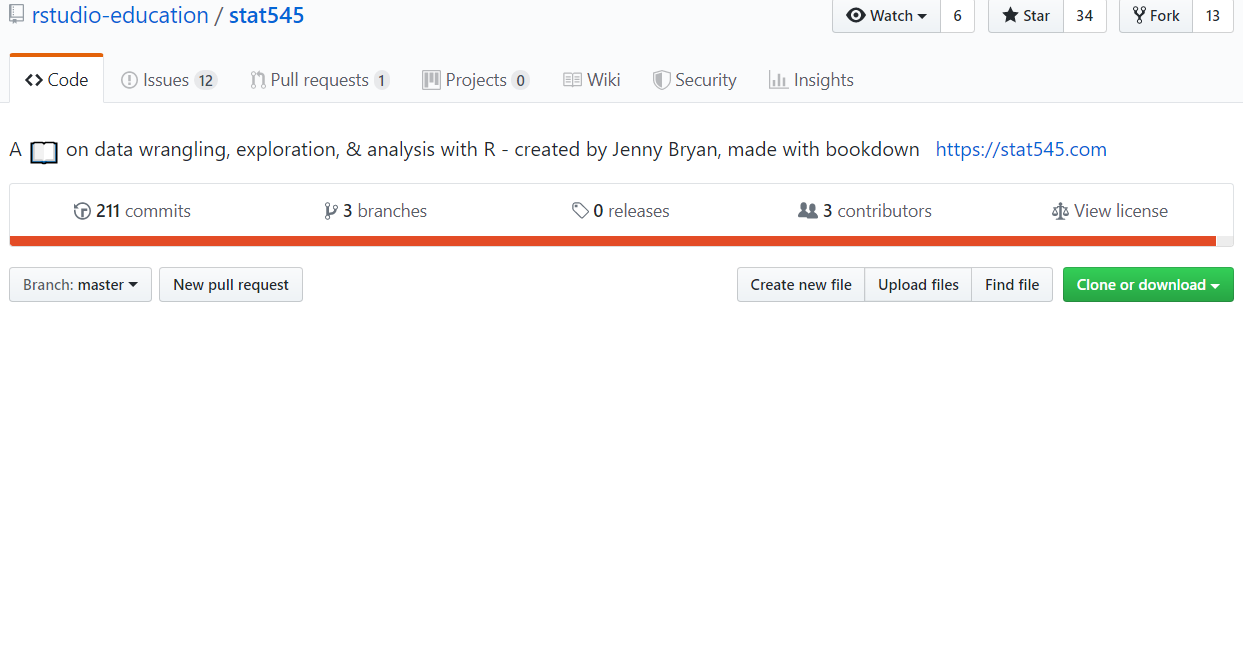 rstudio-education / stat545 Watch 6 Star 34 Fork 13
Code Issues 12 Pull requests 1 Projects 0 Wiki Security Insights
A on data wrangling, exploration, & analysis with R - created by Jenny Bryan, made with bookdown https://stat545.com
211 commits 3 branches 0 releases 3 contributors View license
Branch: master New pull request Create new file Upload files Find file Clone or download